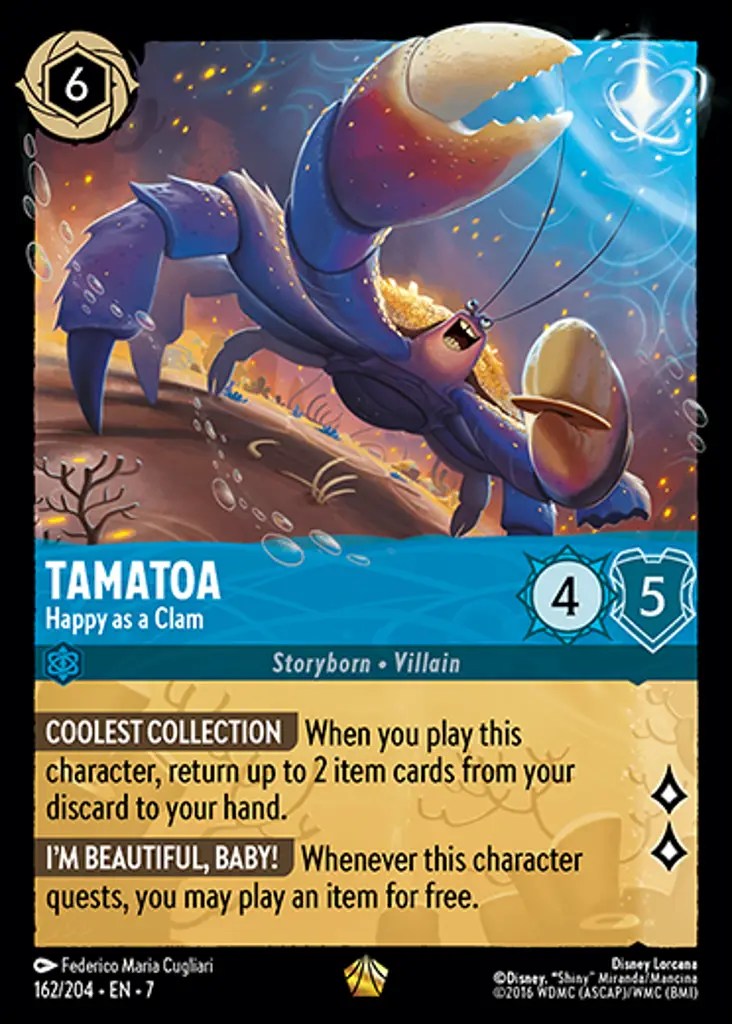 6
TAMATOA
Happy as a Clam
4
5
Storyborn • Villain
COOLEST COLLECTION When you play this
character, return up to 2 item cards from your
discard to your hand.
I'M BEAUTIFUL, BABY! Whenever this character
quests, you may play an item for free.
Federico Maria Cugliari
162/204 • EN • 7
Disney Lorcana
©Disney, "Shiny" Miranda/Mancina
©2016 WDMC (ASCAP)/WMC (BMI)